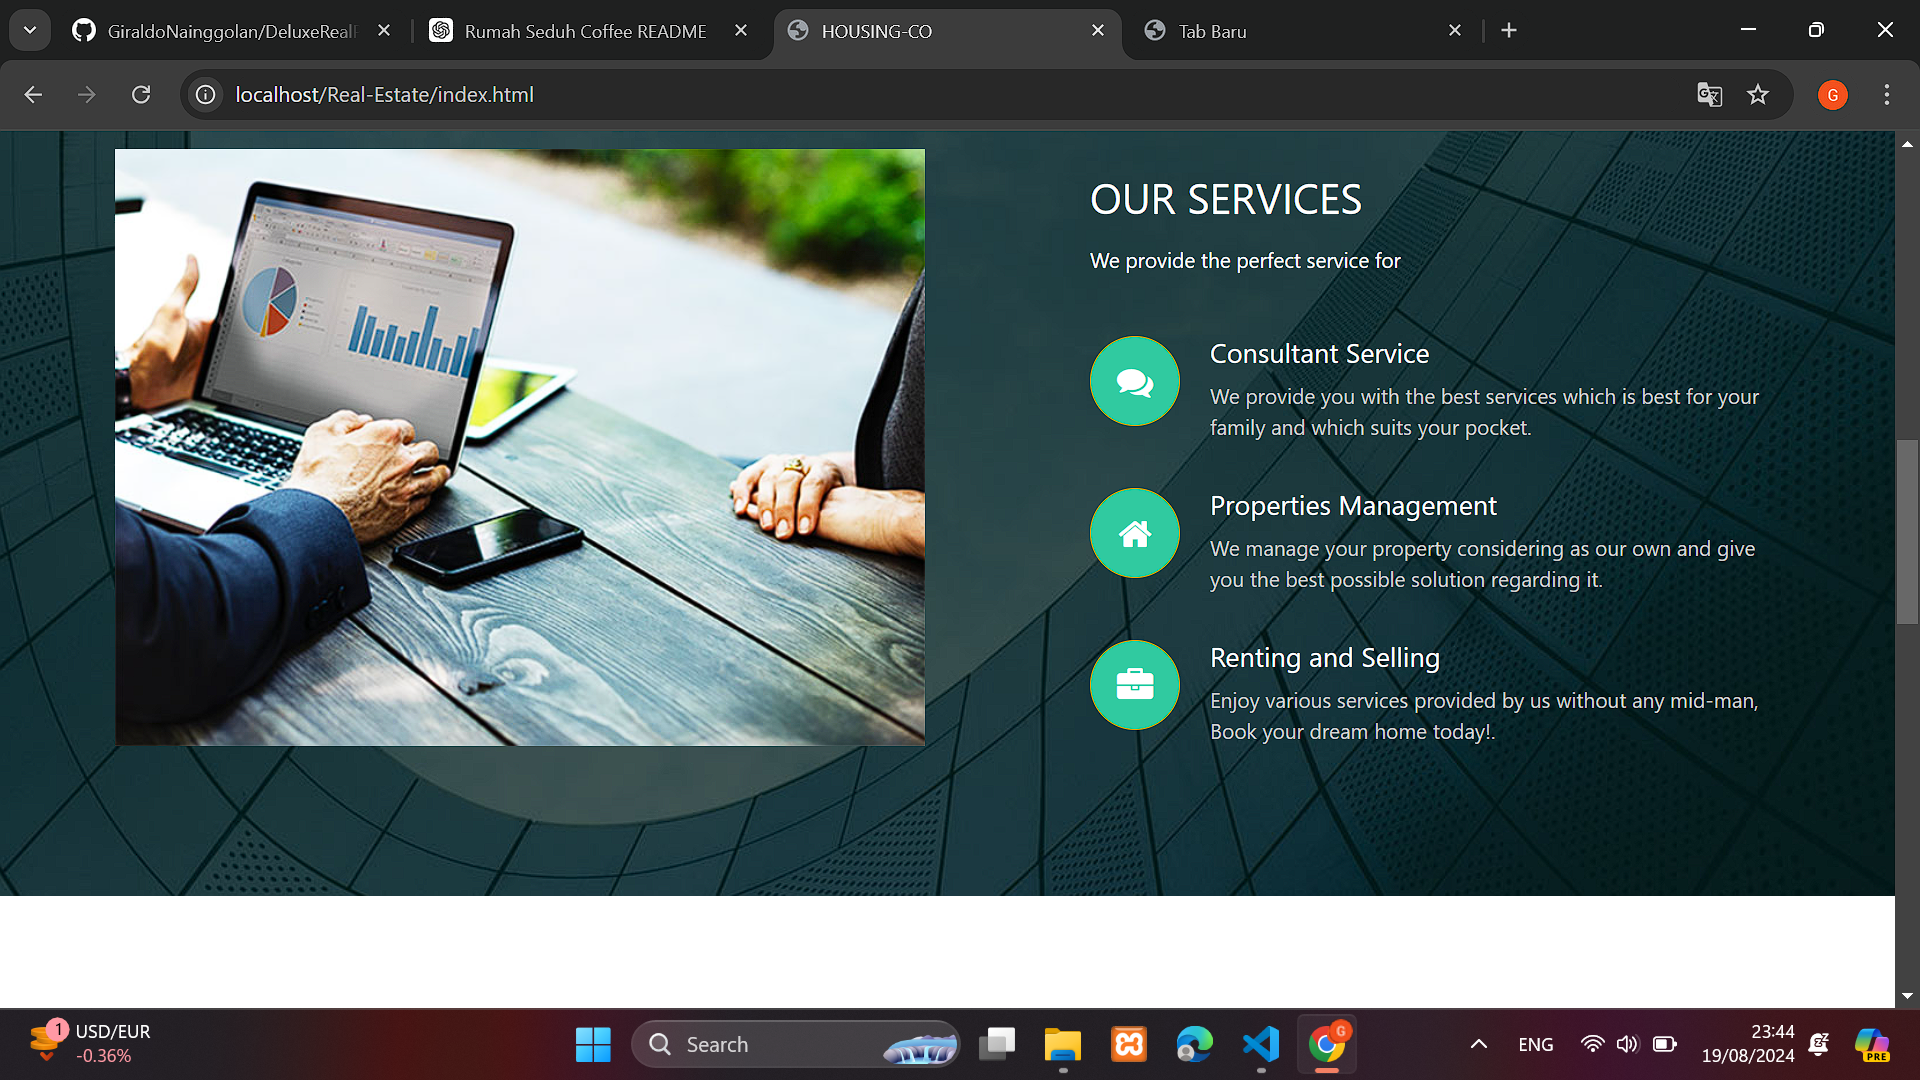 GiraldoNainggolan/DeluxeRealF
Rumah Seduh Coffee README
HOUSING-CO
Tab Baru
localhost/Real-Estate/index.html
G
OUR SERVICES
We provide the perfect service for
Consultant Service
We provide you with the best services which is best for your
family and which suits your pocket.
Properties Management
We manage your property considering as our own and give
you the best possible solution regarding it.
Renting and Selling
Enjoy various services provided by us without any mid-man,
Book your dream home today!.
1
USD/EUR
-0.36%
Search
G
ENG
23:44
19/08/2024
PRE